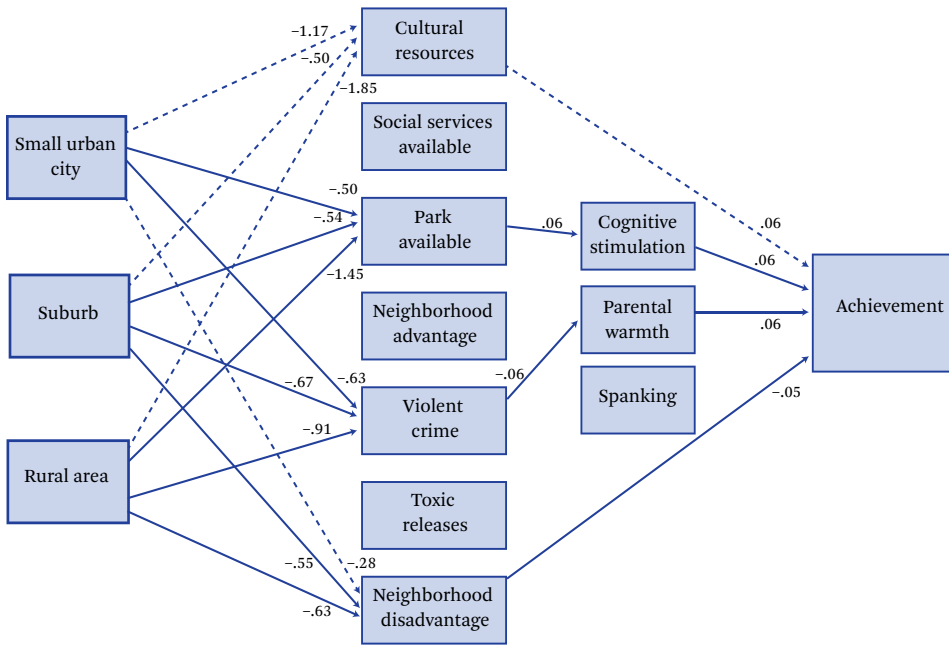 Small urban
city
Suburb
Rural area
−1.17
−.50
−1.85
−.50
−.54
−1.45
−.67
−.63
−.91
−.55
−.28
−.63
Cultural
resources
Social services
available
Park
available
Neighborhood
advantage
Violent
crime
Toxic
releases
Neighborhood
disadvantage
.06
−.06
Cognitive
stimulation
Parental
warmth
Spanking
.06
.06
.06
−.05
Achievement